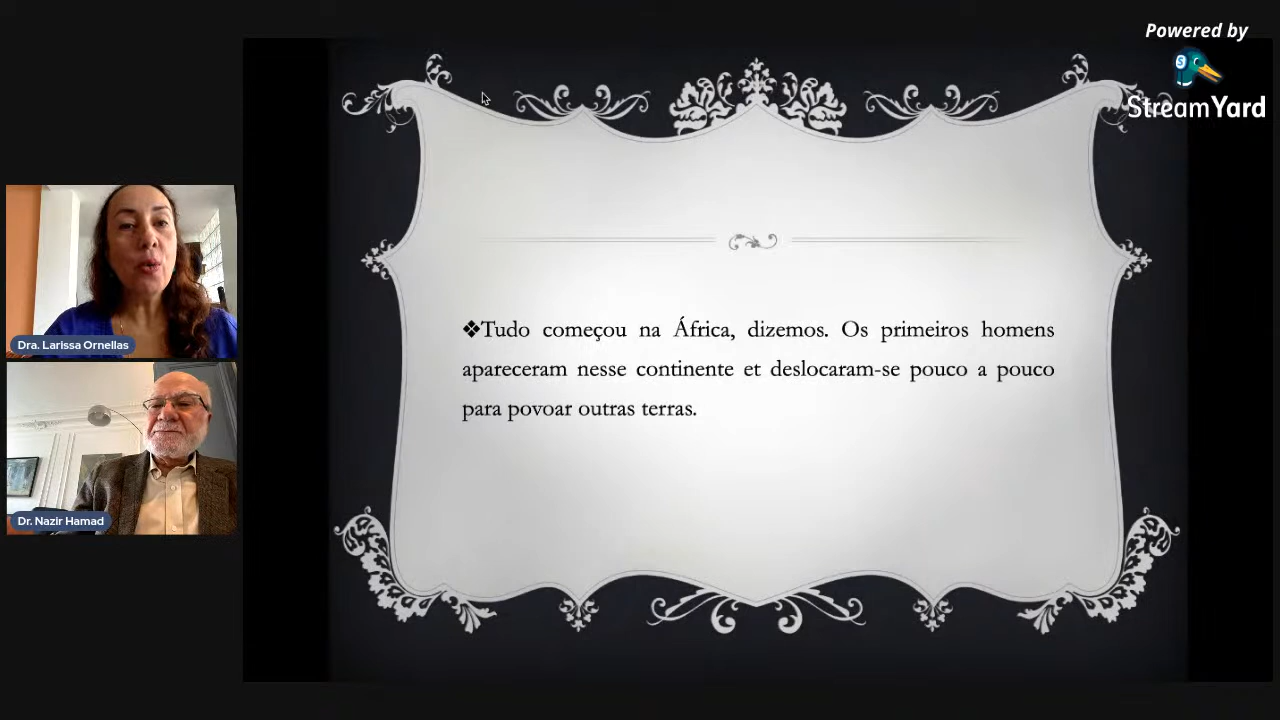 Powered by
StreamYard
❖Tudo começou na África, dizemos. Os primeiros homens
apareceram nesse continente et deslocaram-se pouco a pouco
para povoar outras terras.
Dra. Larissa Ornellas
Dr. Nazir Hamad